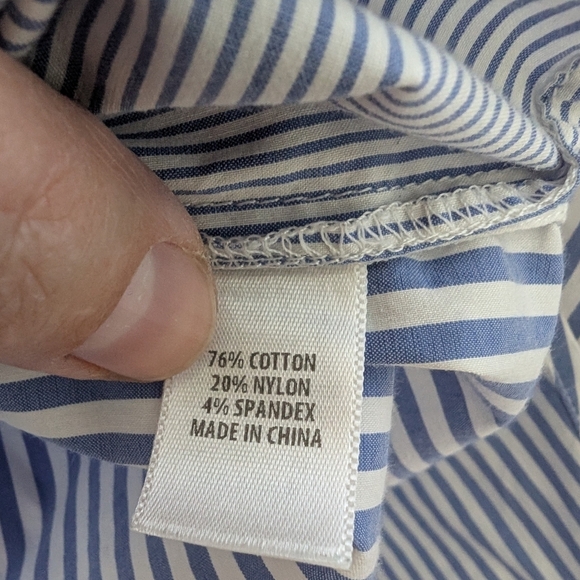 76% COTTON
20% NYLON
4% SPANDEX
MADE IN CHINA